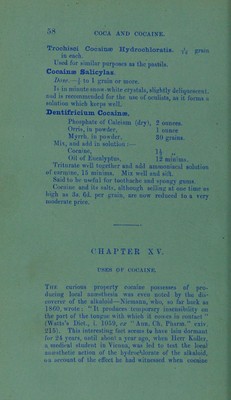 58 COCA AND COCAINE.
Trochisci Cocainæ Hydrochloratis. 1/20 grain
in each.
Used for similar purposes as the pastils.
Cocainæ Salicylas.
Dose.—¼ to 1 grain or more.
Is in minute snow-white crystals, slightly deliquescent,
and is recommended for the use of oculists, as it forms a
solution which keeps well.
Dentifricium Cocainæ.
Phosphate of Calcium (dry), 2 ounces.
Orris, in powder, 1 ounce
Myrrh, in powder, 80 grains.
Mix, and add in solution:—
Cocaine, 1½ „
Oil of Eucalyptus, 12 minims.
Triturate well together and add ammoniacal solution
of carmine, 15 minims. Mix well and sift.
Said to be useful for toothache and spongy gums.
Cocaine and its salts, although selling at one time as
high as 3s. 6d. per grain, are now reduced to a very
moderate price.
CHAPTER XV.
USES OF COCAINE.
The curious property cocaine possesses of pro-
ducing local anæsthesia was even noted by the dis-
coverer of the alkaloid—Niemann, who, so far back as
1860, wrote: "It produces temporary insensibility on
the part of the tongue with which it comes in contact"
(Watts's Dict., i. 1059, or "Ann. Ch. Pharm." cxiv.
213). This interesting fact seems to have lain dormant
for 24 years, until about a year ago, when Herr Koller,
a medical student in Vienna, was led to test the local
anæsthetic action of the hydrochlorate of the alkaloid,
on account of the effect he had witnessed when cocaine